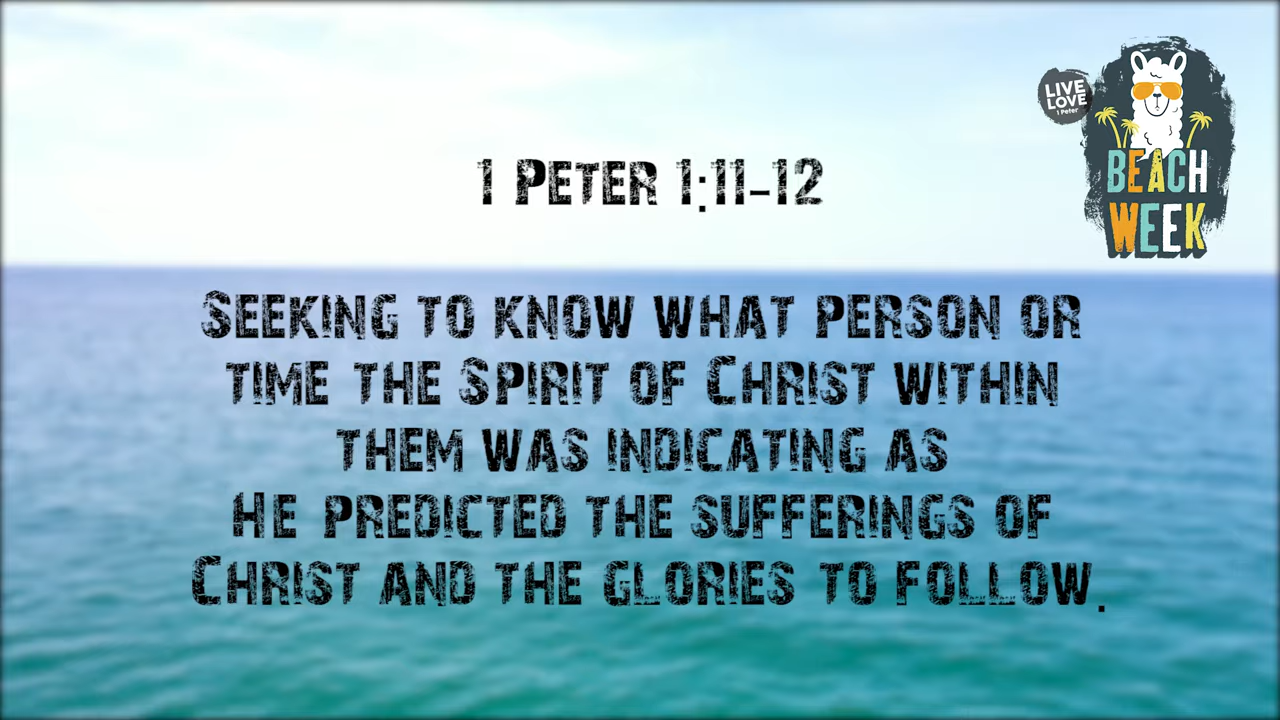 LIVE
LOVE
1 Peter
BEACH
WEEK
1 Peter 1:11-12
Seeking to know what person or
time the Spirit of Christ within
them was indicating as
He predicted the sufferings of
Christ and the glories to follow.